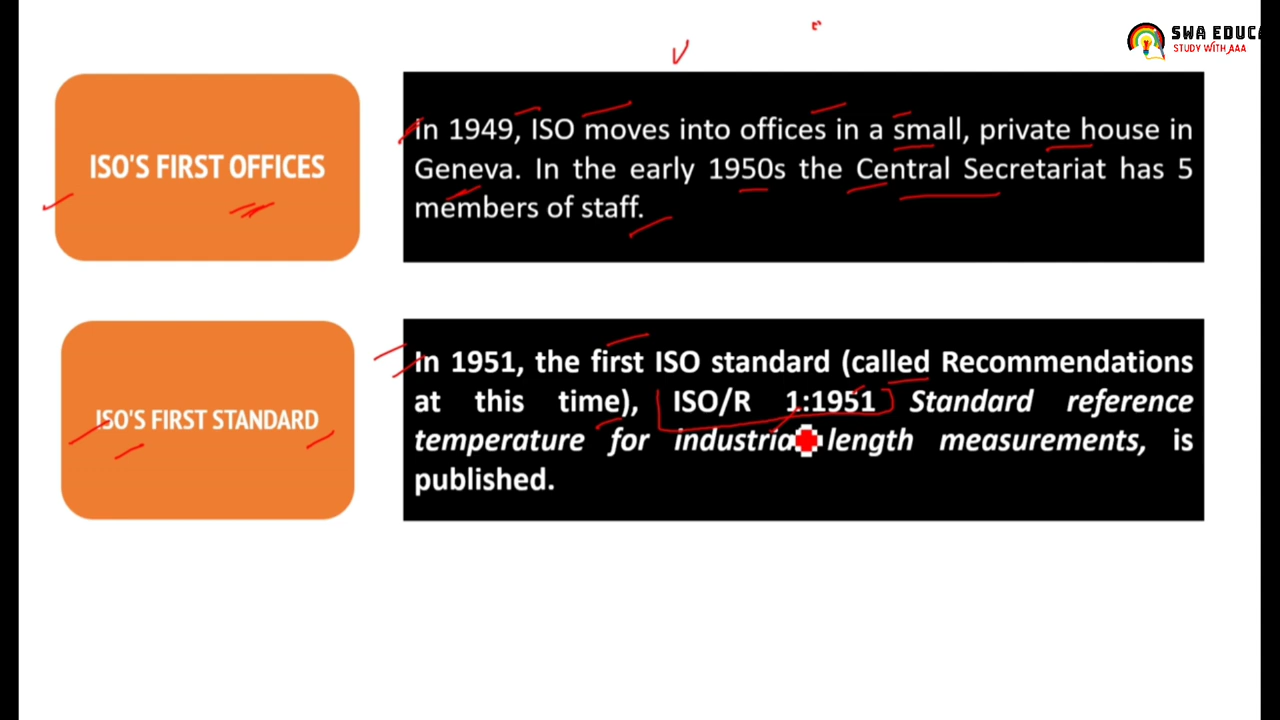 SWA EDUCA
STUDY WITH AAA
ISO'S FIRST OFFICES
In 1949, ISO moves into offices in a small, private house in
Geneva. In the early 1950s the Central Secretariat has 5
members of staff.
ISO'S FIRST STANDARD
In 1951, the first ISO standard (called Recommendations
at this time), ISO/R 1:1951 Standard reference
temperature for industrial length measurements, is
published.